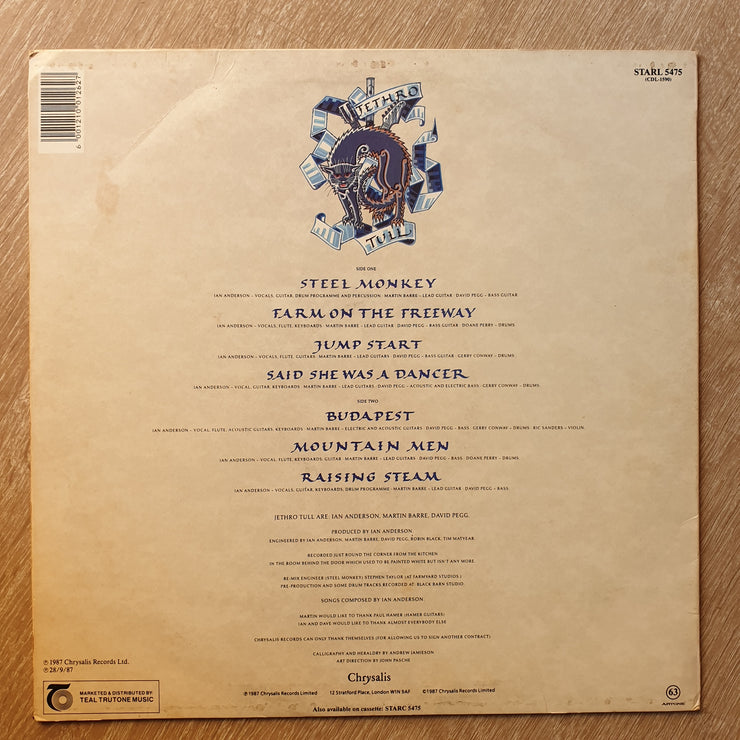 6 001210 012627
STARL 5475
(CDL-1590)
JETHRO
TULL
SIDE ONE
STEEL MONKEY
IAN ANDERSON – VOCALS, GUITAR, DRUM PROGRAMME AND PERCUSSION · MARTIN BARRE – LEAD GUITAR · DAVID PEGG – BASS GUITAR
FARM ON THE FREEWAY
IAN ANDERSON – VOCALS, FLUTE, KEYBOARDS · MARTIN BARRE – LEAD GUITAR · DAVID PEGG – BASS GUITAR · DOANE PERRY – DRUMS.
JUMP START
IAN ANDERSON – VOCALS, FLUTE, GUITARS · MARTIN BARRE – LEAD GUITARS · DAVID PEGG – BASS GUITAR · GERRY CONWAY – DRUMS.
SAID SHE WAS A DANCER
IAN ANDERSON – VOCAL, GUITAR, KEYBOARDS · MARTIN BARRE – LEAD GUITARS · DAVID PEGG – ACOUSTIC AND ELECTRIC BASS · GERRY CONWAY – DRUMS.
SIDE TWO
BUDAPEST
IAN ANDERSON – VOCAL, FLUTE, ACOUSTIC GUITARS, KEYBOARDS · MARTIN BARRE – ELECTRIC AND ACOUSTIC GUITARS · DAVID PEGG – BASS · GERRY CONWAY – DRUMS · RIC SANDERS – VIOLIN.
MOUNTAIN MEN
IAN ANDERSON – VOCAL, FLUTE, KEYBOARDS, GUITAR · MARTIN BARRE – LEAD GUITARS · DAVID PEGG – BASS · DOANE PERRY – DRUMS.
RAISING STEAM
IAN ANDERSON – VOCAL, GUITAR, KEYBOARDS, DRUM PROGRAMME · MARTIN BARRE – LEAD GUITARS · DAVID PEGG – BASS.
JETHRO TULL ARE: IAN ANDERSON, MARTIN BARRE, DAVID PEGG.
PRODUCED BY IAN ANDERSON.
ENGINEERED BY IAN ANDERSON, MARTIN BARRE, DAVID PEGG, ROBIN BLACK, TIM MATYEAR.
RECORDED JUST ROUND THE CORNER FROM THE KITCHEN
IN THE ROOM BEHIND THE DOOR WHICH USED TO BE PAINTED WHITE BUT ISN'T ANY MORE.
RE-MIX ENGINEER (STEEL MONKEY) STEPHEN TAYLOR (AT FARMYARD STUDIOS.)
PRE-PRODUCTION AND SOME DRUM TRACKS RECORDED AT: BLACK BARN STUDIO.
SONGS COMPOSED BY IAN ANDERSON.
MARTIN WOULD LIKE TO THANK PAUL HAMER (HAMER GUITARS)
IAN AND DAVE WOULD LIKE TO THANK ALMOST EVERYBODY ELSE
CHRYSALIS RECORDS CAN ONLY THANK THEMSELVES (FOR ALLOWING US TO SIGN ANOTHER CONTRACT)
CALLIGRAPHY AND HERALDRY BY ANDREW JAMIESON
ART DIRECTION BY JOHN PASCHE
Chrysalis
℗ 1987 Chrysalis Records Ltd.
℗ 28/9/87
MARKETED & DISTRIBUTED BY:
TEAL TRUTONE MUSIC
℗ 1987 Chrysalis Records Limited 12 Stratford Place, London W1N 9AF © 1987 Chrysalis Records Limited
Also available on cassette: STARC 5475
63
ARTONE